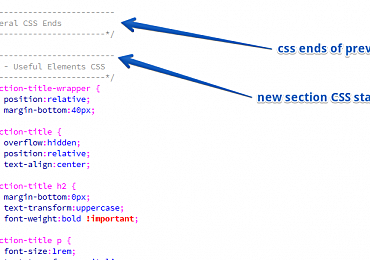 --------------------------
eral CSS Ends
--------------------------*/
css ends of prev
--------------------------
- Useful Elements CSS
--------------------------*/
new section CSS sta
ction-title-wrapper {
position:relative;
margin-bottom:40px;
ction-title {
overflow:hidden;
position:relative;
text-align:center;
ction-title h2 {
margin-bottom:0px;
text-transform:uppercase;
font-weight:bold !important;
ction-title p {
font-size:1rem;